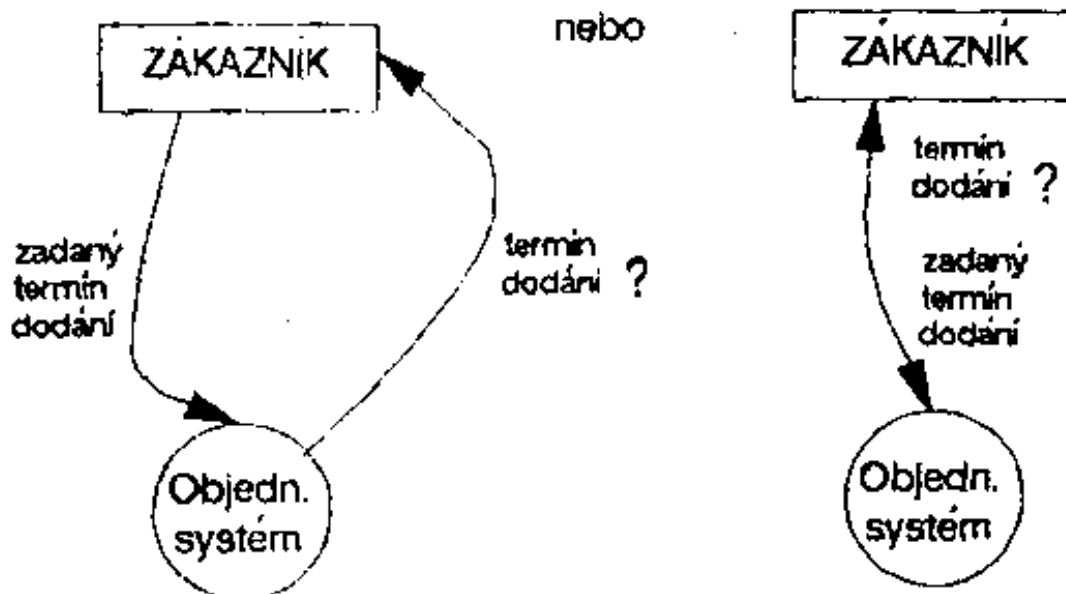 ZÁKAZNÍK
nebo
ZÁKAZNÍK
zadaný
termín
dodání
termín
dodání ?
termín
dodání ?
zadaný
termín
dodání
Objedn.
systém
Objedn.
systém